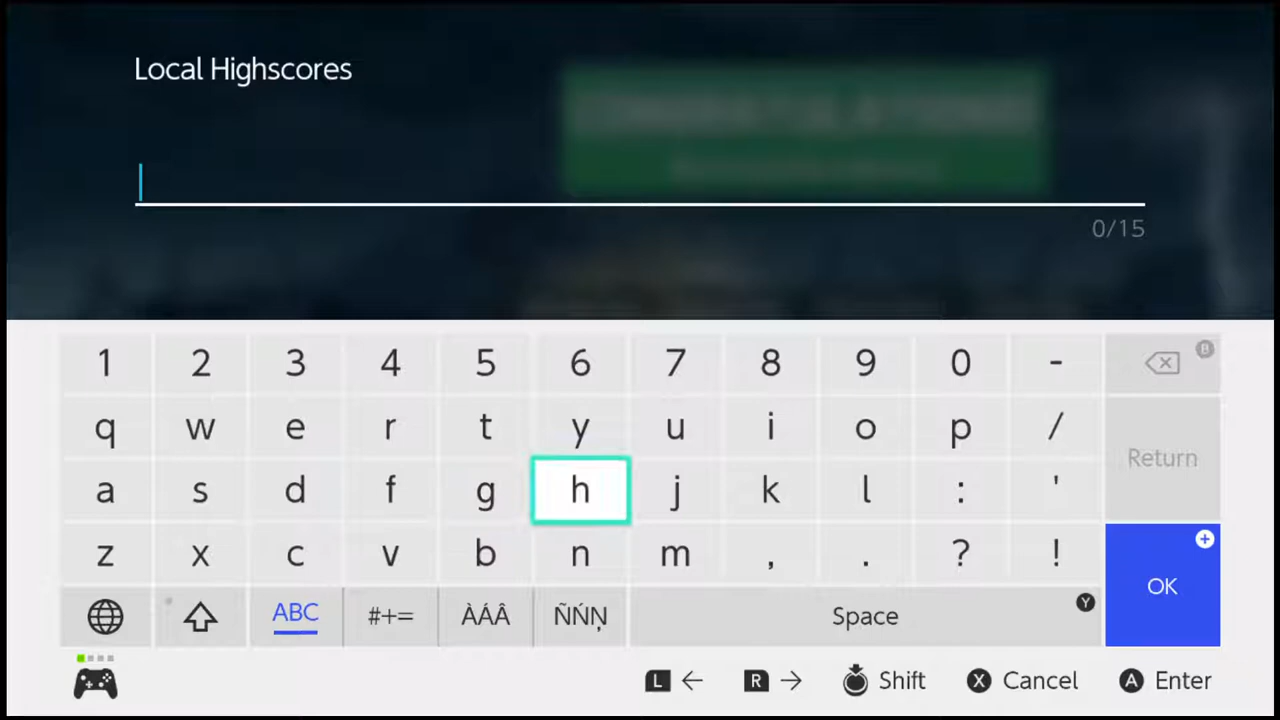 Local Highscores
0/15
1 2 3 4 5 6 7 8 9 0 - B
q w e r t y u i o p /
Return
a s d f g h j k l : '
z x c v b n m , . ? !
+ OK
ABC #+= ÀÁÂ ÑŃŅ Space Y
L ← R → Shift X Cancel A Enter